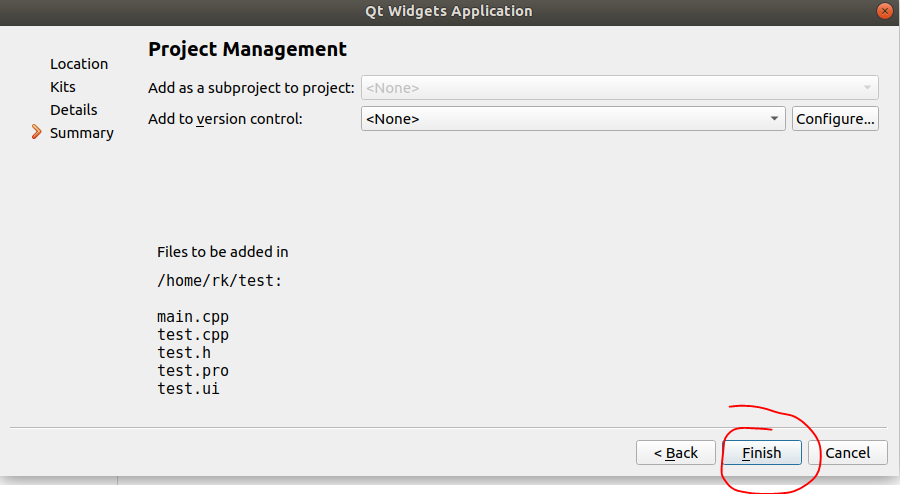 Qt Widgets Application
Location
Kits
Details
Summary
Project Management
Add as a subproject to project: <None>
Add to version control: <None> Configure...
Files to be added in
/home/rk/test:
main.cpp
test.cpp
test.h
test.pro
test.ui
< Back Finish Cancel